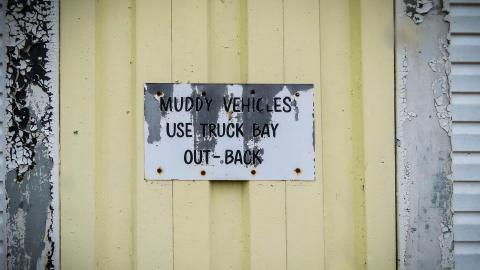 MUDDY VEHICLES
USE TRUCK BAY
OUT-BACK